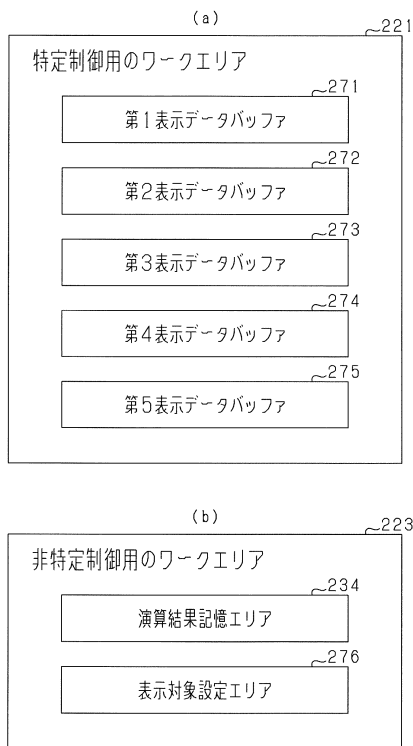 (a)
221
特定制御用のワークエリア
271
第1表示データバッファ
272
第2表示データバッファ
273
第3表示データバッファ
274
第4表示データバッファ
275
第5表示データバッファ
(b)
223
非特定制御用のワークエリア
234
演算結果記憶エリア
276
表示対象設定エリア